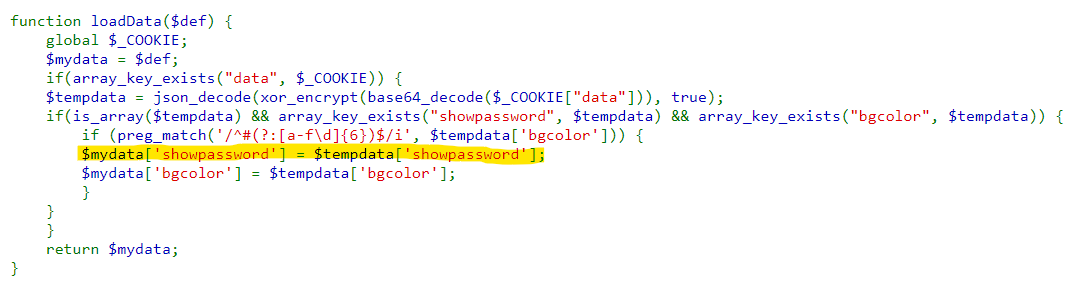 function loadData($def) {
    global $_COOKIE;
    $mydata = $def;
    if(array_key_exists("data", $_COOKIE)) {
    $tempdata = json_decode(xor_encrypt(base64_decode($_COOKIE["data"])), true);
    if(is_array($tempdata) && array_key_exists("showpassword", $tempdata) && array_key_exists("bgcolor", $tempdata)) {
        if (preg_match('/^#(?:[a-f\d]{6})$/i', $tempdata['bgcolor'])) {
        $mydata['showpassword'] = $tempdata['showpassword'];
        $mydata['bgcolor'] = $tempdata['bgcolor'];
        }
    }
    }
    return $mydata;
}